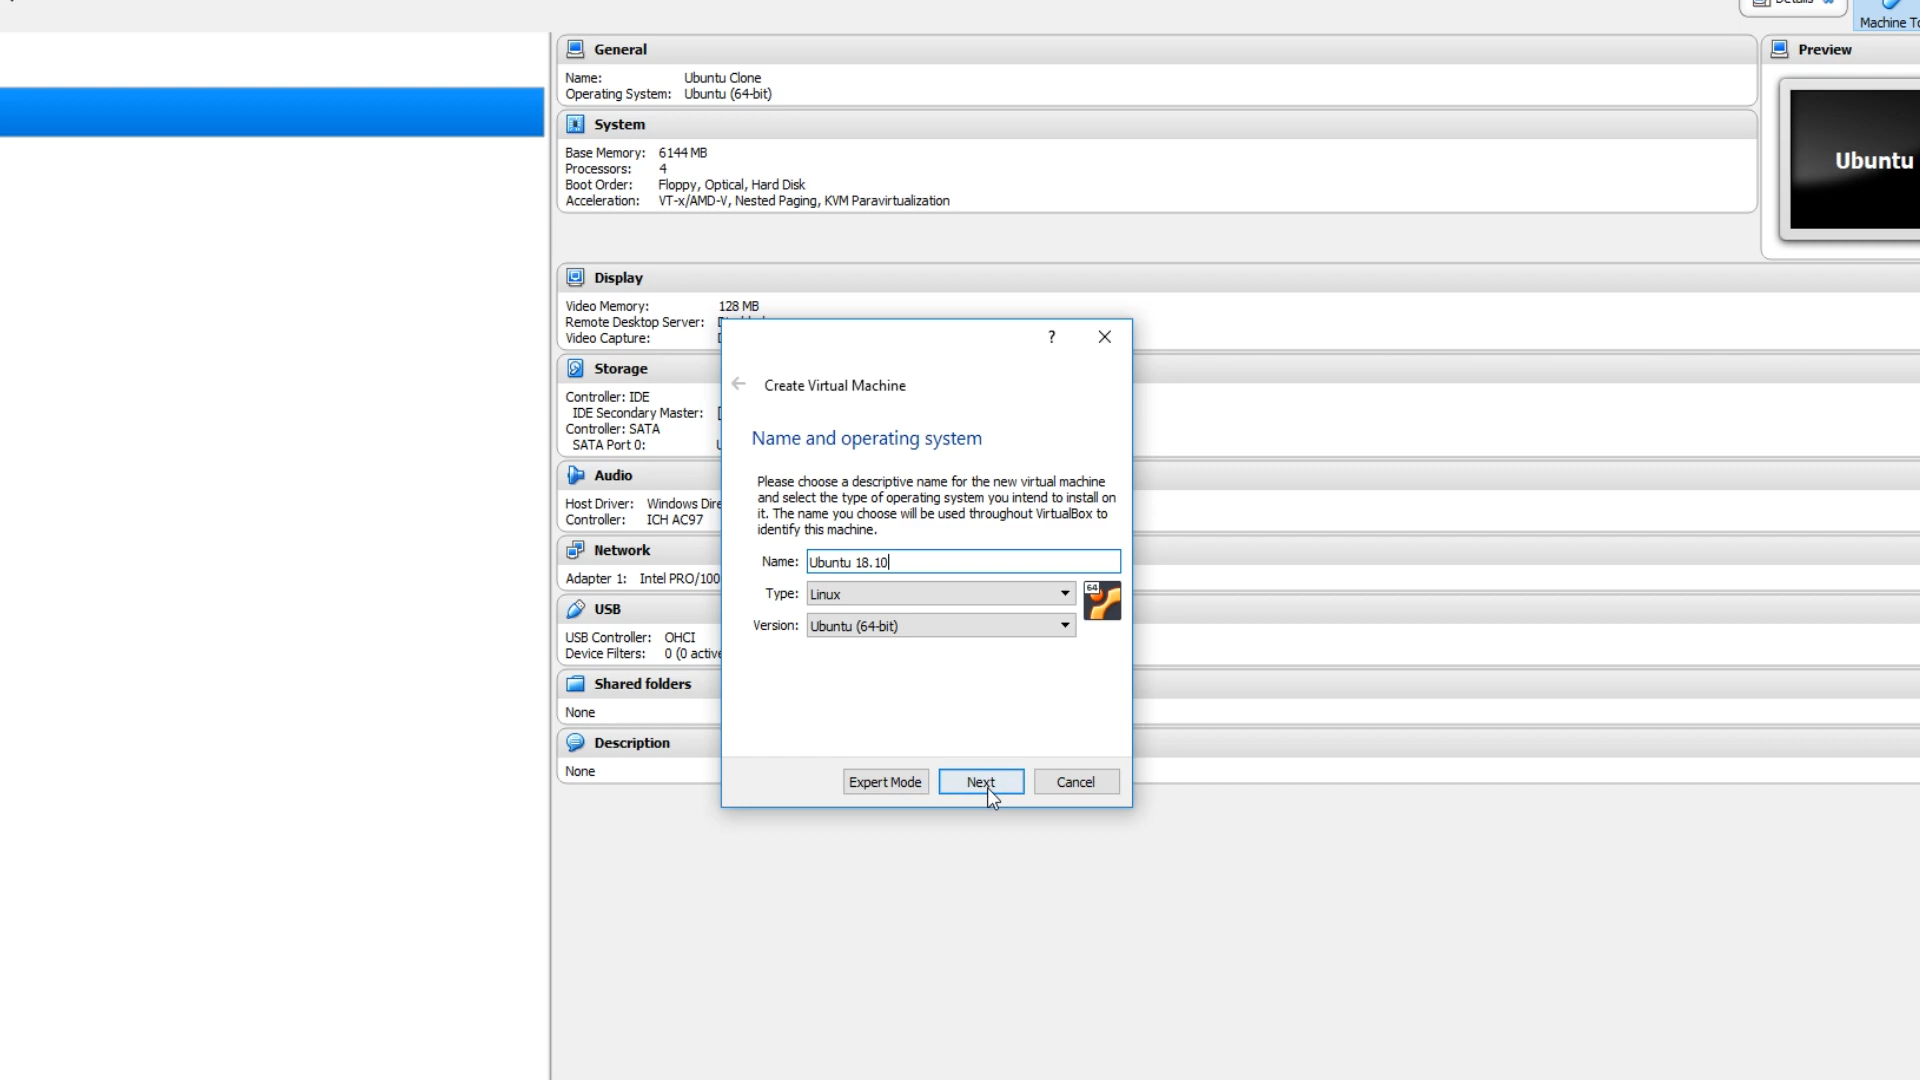 Machine To
General
Name: Ubuntu Clone
Operating System: Ubuntu (64-bit)
Preview
Ubuntu
System
Base Memory: 6144 MB
Processors: 4
Boot Order: Floppy, Optical, Hard Disk
Acceleration: VT-x/AMD-V, Nested Paging, KVM Paravirtualization
Display
Video Memory: 128 MB
Remote Desktop Server:
Video Capture:
Storage
Controller: IDE
IDE Secondary Master: [
Controller: SATA
SATA Port 0:
Audio
Host Driver: Windows Dire
Controller: ICH AC97
Network
Adapter 1: Intel PRO/100
USB
USB Controller: OHCI
Device Filters: 0 (0 active
Shared folders
None
Description
None
?
Create Virtual Machine
Name and operating system
Please choose a descriptive name for the new virtual machine
and select the type of operating system you intend to install on
it. The name you choose will be used throughout VirtualBox to
identify this machine.
Name: Ubuntu 18.10
Type: Linux
64
Version: Ubuntu (64-bit)
Expert Mode Next Cancel